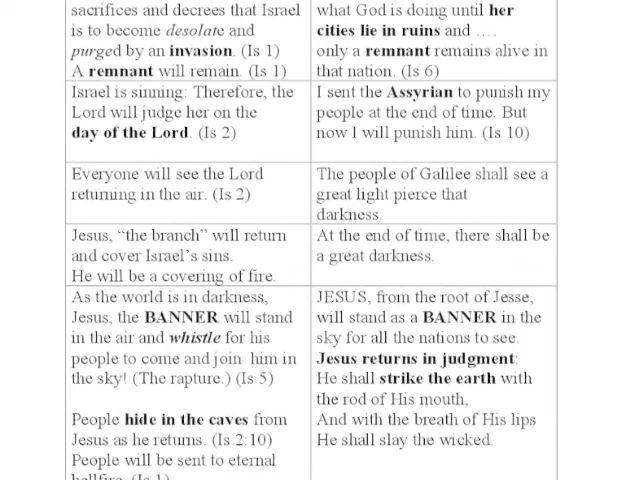 sacrifices and decrees that Israel
is to become desolate and
purged by an invasion. (Is 1)
A remnant will remain. (Is 1)
what God is doing until her
cities lie in ruins and ….
only a remnant remains alive in
that nation. (Is 6)
Israel is sinning: Therefore, the
Lord will judge her on the
day of the Lord. (Is 2)
I sent the Assyrian to punish my
people at the end of time. But
now I will punish him. (Is 10)
Everyone will see the Lord
returning in the air. (Is 2)
The people of Galilee shall see a
great light pierce that
darkness.
Jesus, “the branch” will return
and cover Israel’s sins.
He will be a covering of fire.
At the end of time, there shall be
a great darkness.
As the world is in darkness,
Jesus, the BANNER will stand
in the air and whistle for his
people to come and join him in
the sky! (The rapture.) (Is 5)
People hide in the caves from
Jesus as he returns. (Is 2:10)
People will be sent to eternal
hellfire. (Is 1)
JESUS, from the root of Jesse,
will stand as a BANNER in the
sky for all the nations to see.
Jesus returns in judgment:
He shall strike the earth with
the rod of His mouth,
And with the breath of His lips
He shall slay the wicked.